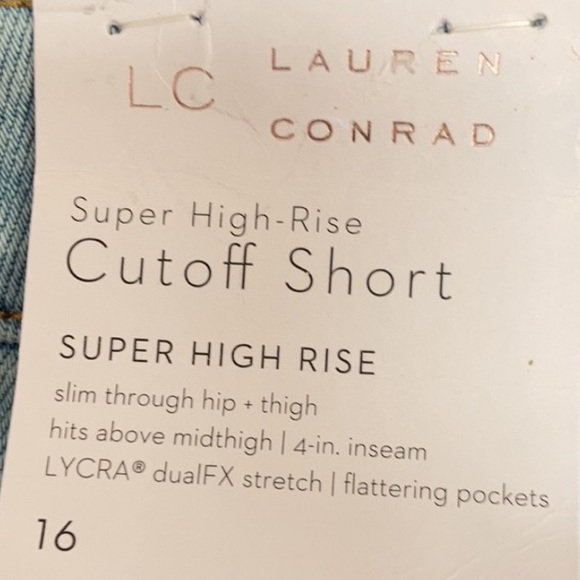 LC
LAUREN
CONRAD
Super High-Rise
Cutoff Short
SUPER HIGH RISE
slim through hip + thigh
hits above midthigh | 4-in. inseam
LYCRA® dualFX stretch | flattering pockets
16